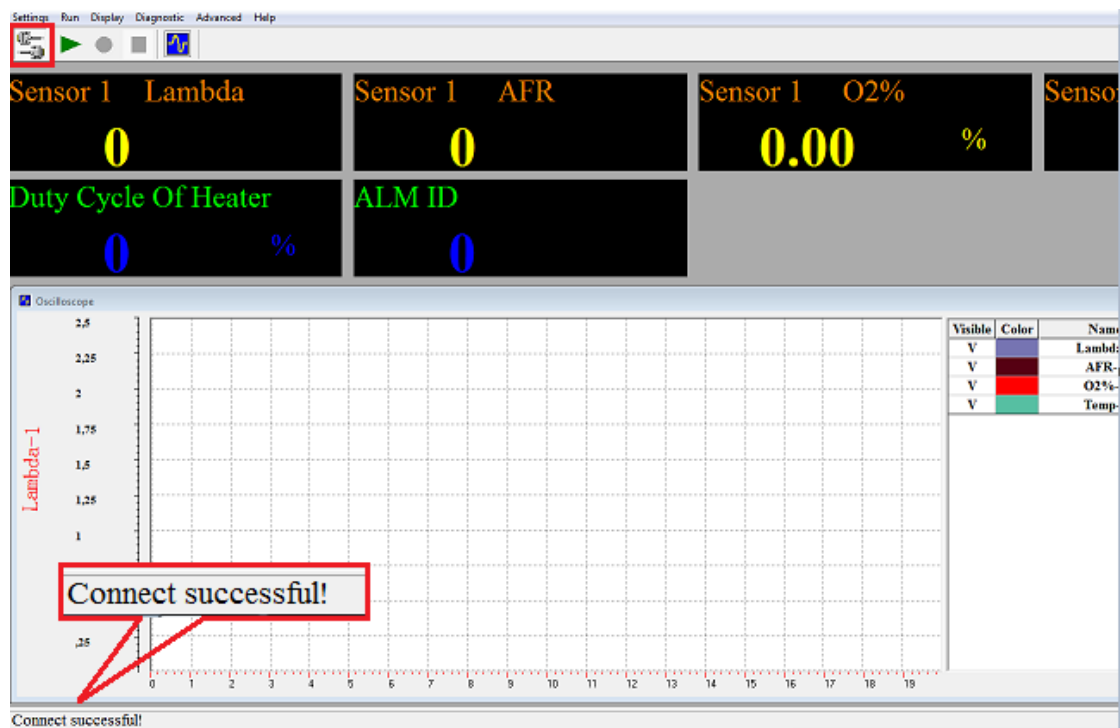 Settings Run Display Diagnostic Advanced Help
Sensor 1 Lambda
0
Sensor 1 AFR
0
Sensor 1 O2%
0.00 %
Duty Cycle Of Heater
0 %
ALM ID
0
Oscilloscope
Lambda-1
2,5
2,25
2
1,75
1,5
1,25
1
,25
0 1 2 3 4 5 6 7 8 9 10 11 12 13 14 15 16 17 18 19
Visible Color
V
V AFR-
V O2%-
V Temp-
Connect successful!
Connect successful!